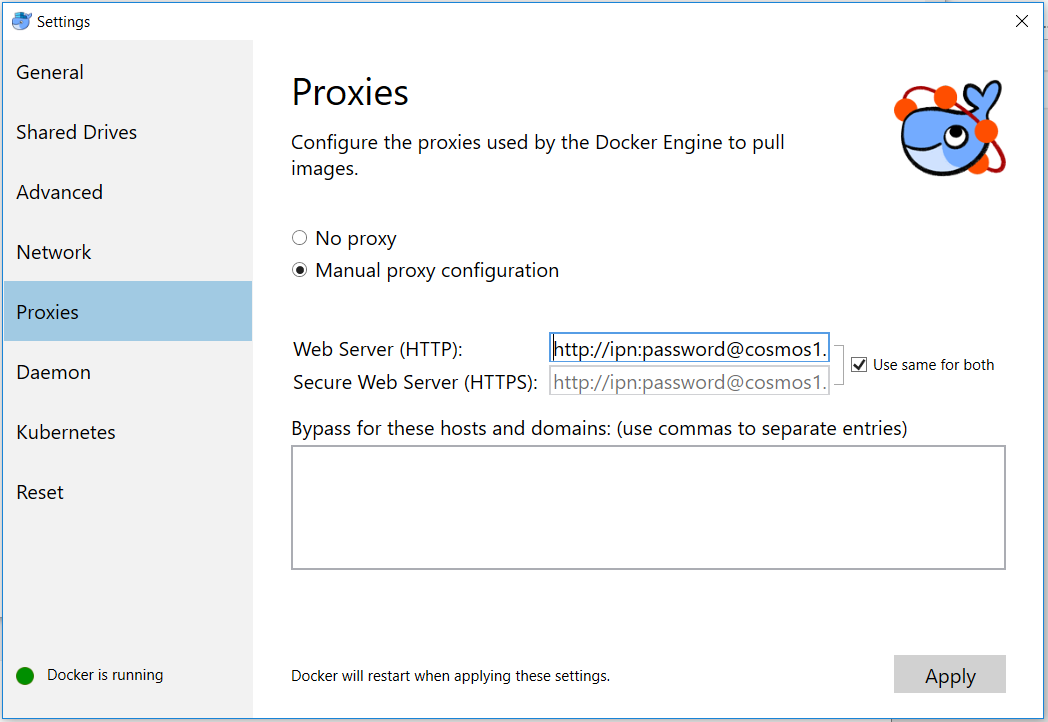 Settings
General
Shared Drives
Advanced
Network
Proxies
Daemon
Kubernetes
Reset
Docker is running
Proxies
Configure the proxies used by the Docker Engine to pull
images.
No proxy
Manual proxy configuration
Web Server (HTTP): http://ipn:password@cosmos1.
Secure Web Server (HTTPS): http://ipn:password@cosmos1.
Use same for both
Bypass for these hosts and domains: (use commas to separate entries)
Docker will restart when applying these settings.
Apply